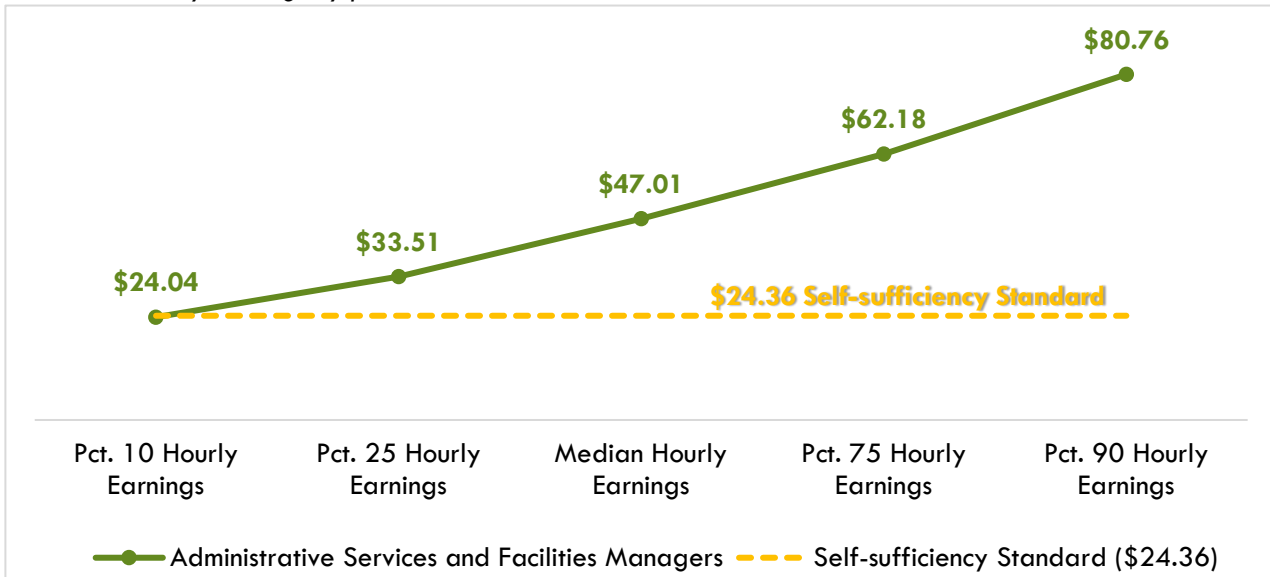 $80.76
$62.18
$47.01
$33.51
$24.04
$24.36 Self-sufficiency Standard
Pct. 10 Hourly
Earnings
Pct. 25 Hourly
Earnings
Median Hourly
Earnings
Pct. 75 Hourly
Earnings
Pct. 90 Hourly
Earnings
Administrative Services and Facilities Managers
Self-sufficiency Standard ($24.36)